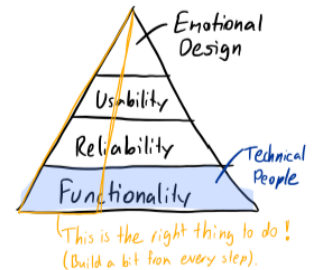 Emotional
Design
Usability
Reliability
Technical
People
Functionality
This is the right thing to do!
(Build a bit from every step).